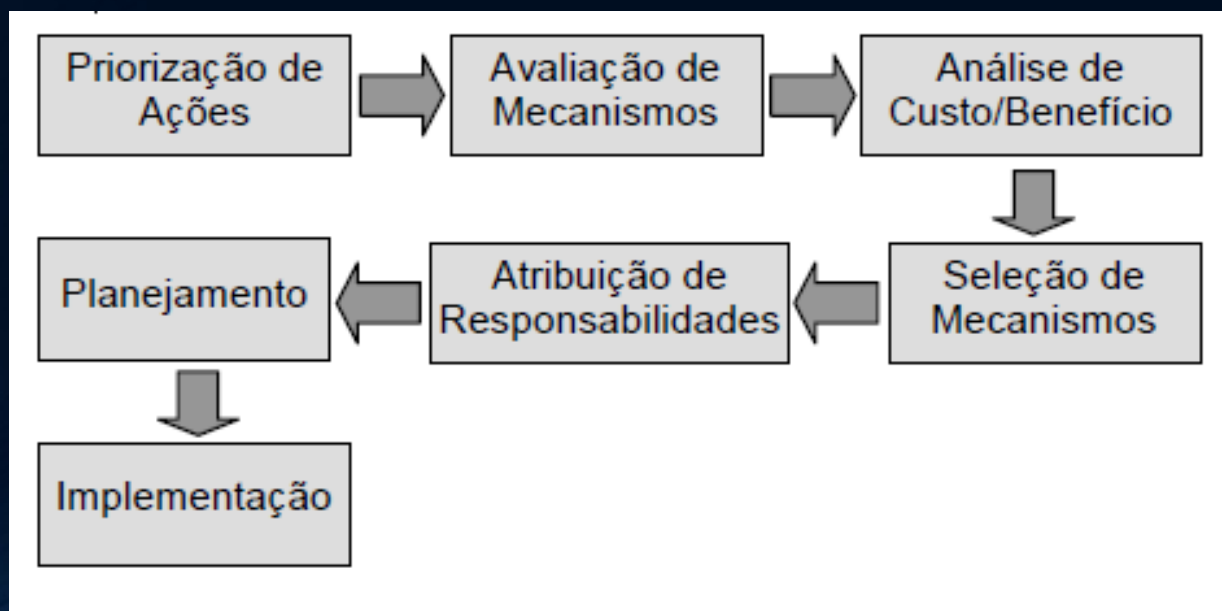 Priorização de
Ações
Avaliação de
Mecanismos
Análise de
Custo/Benefício
Seleção de
Mecanismos
Atribuição de
Responsabilidades
Planejamento
Implementação